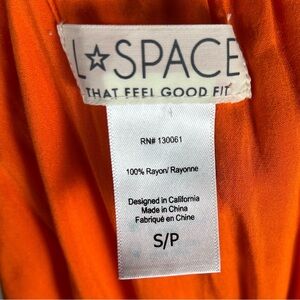 L☆SPACE
THAT FEEL GOOD FIT
RN# 130061
100% Rayon/ Rayonne
Designed in California
Made in China
Fabriqué en Chine
S/P